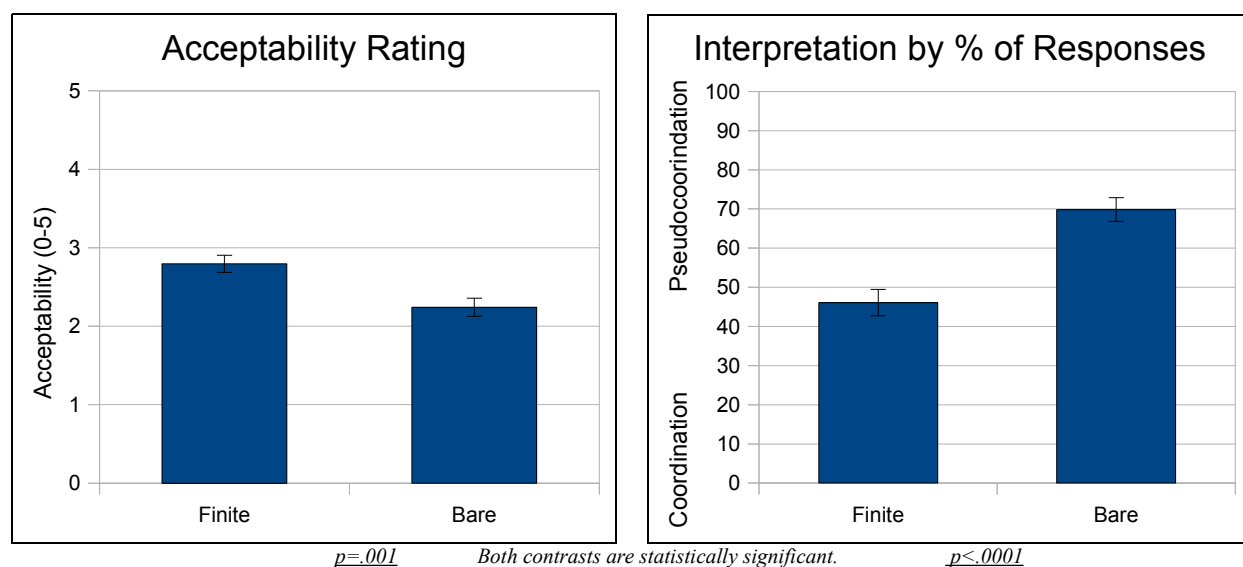 Acceptability Rating
Acceptability (0-5)
5
4
3
2
1
0
Finite Bare
Interpretation by % of Responses
Coordination Pseudocoorindation
100
90
80
70
60
50
40
30
20
10
0
Finite Bare
p=.001 Both contrasts are statistically significant. p<.0001